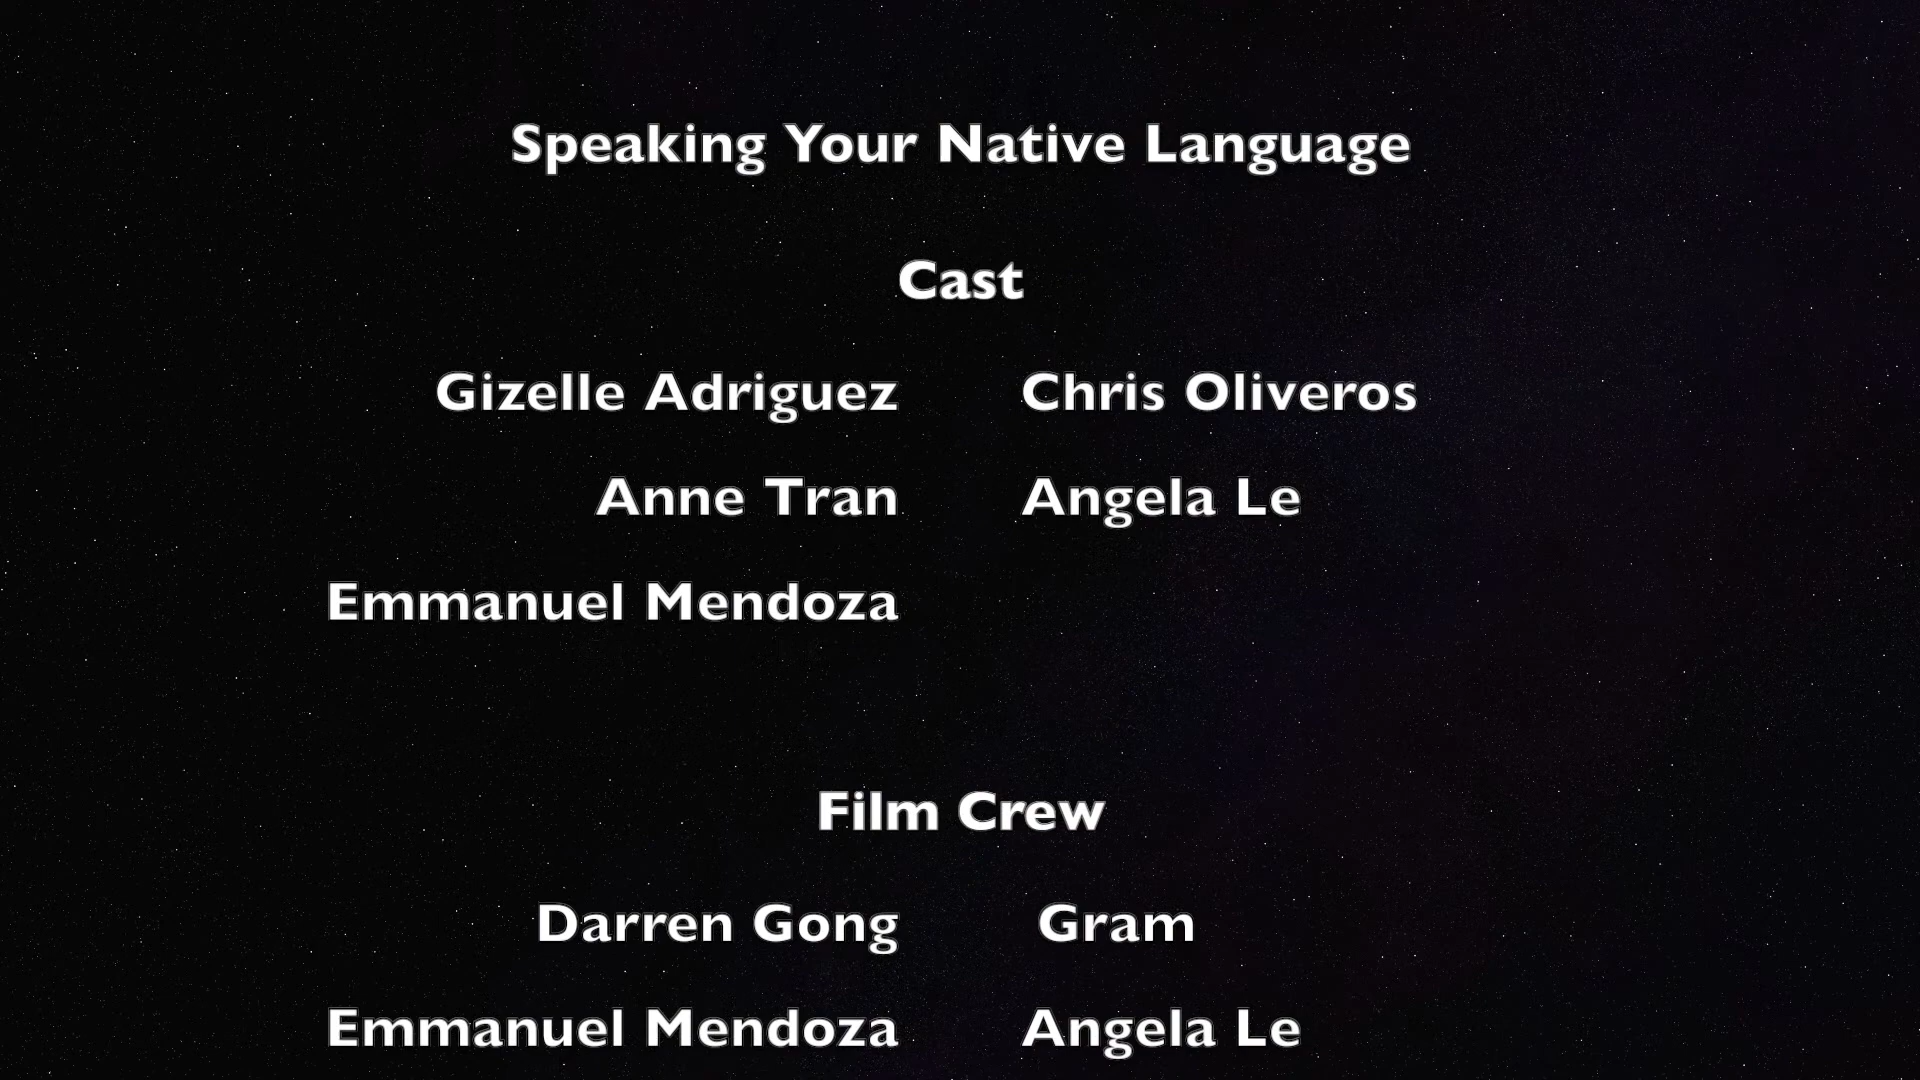 Speaking Your Native Language
Cast
Gizelle Adriguez Chris Oliveros
Anne Tran Angela Le
Emmanuel Mendoza
Film Crew
Darren Gong Gram
Emmanuel Mendoza Angela Le